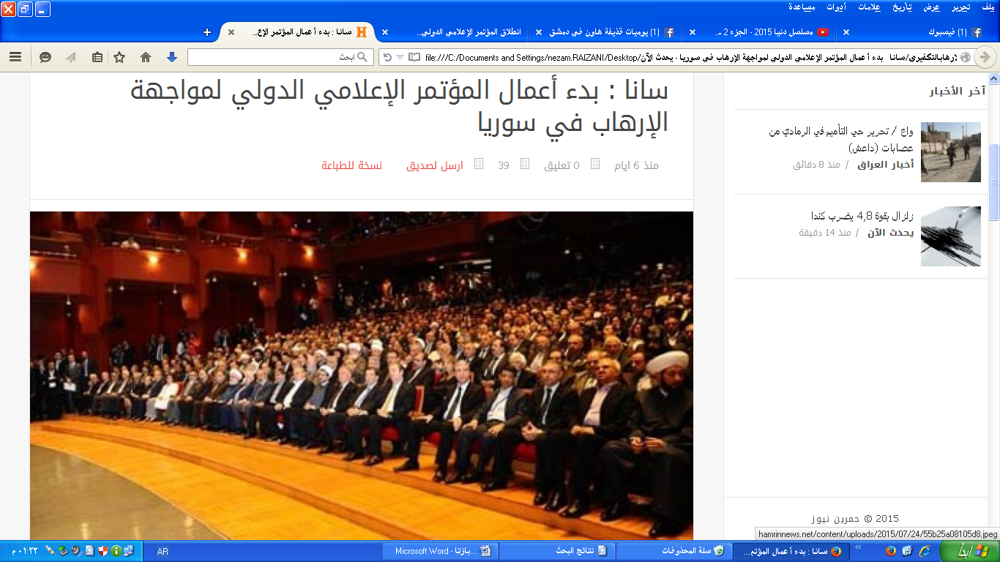 ملف تحرير عرض تأريخ علامات أدوات مساعدة
(1) فيسبوك
مسلسل دنيا 2015 - الجزء 2 م...
(1) يوميات قذيفة هاون في دمشق
انطلاق المؤتمر الإعلامي الدولي...
سانا : بدء أعمال المؤتمر الإع...
file:///C:/Documents and Settings/nezam.RAIZANI/Desktop/سانا بدء أعمال المؤتمر الإعلامي الدولي لمواجهة الإرهاب في سوريا - يحدث الآن/لارهابالتكفيري
ابحث
سانا : بدء أعمال المؤتمر الإعلامي الدولي لمواجهة
الإرهاب في سوريا
منذ 6 ايام 0 تعليق 39 ارسل لصديق نسخة للطباعة
آخر الأخبار
واع / تحرير حي التأميم في الرمادي من
عصابات (داعش)
أخبار العراق / منذ 8 دقائق
زلزال بقوة 4,8 يضرب كندا
يحدث الآن / منذ 14 دقيقة
2015 © حمرين نيوز
hamrinnews.net/content/uploads/2015/07/24/55b25a08105d8.jpeg
ابدأ
سانا : بدء أعمال المؤتم...
سلة المحذوفات
نتائج البحث
بازتا - Microsoft Word...
AR
٠١:٣٢ م